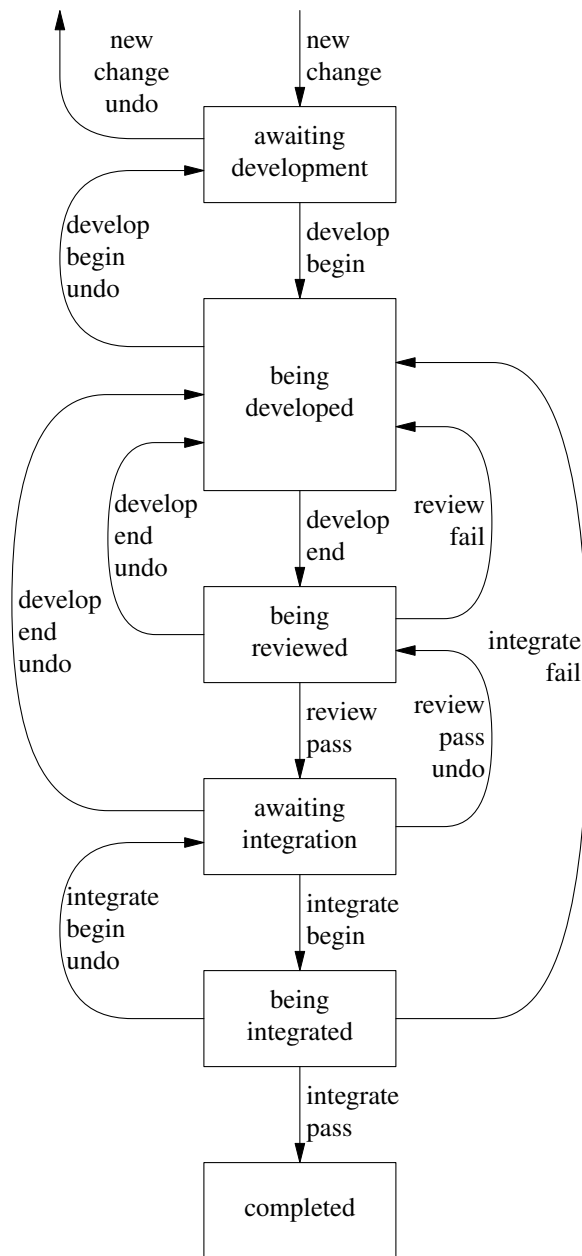 new
change
undo
new
change
awaiting
development
develop
begin
undo
develop
begin
being
developed
develop
end
undo
develop
end
review
fail
develop
end
undo
being
reviewed
integrate
fail
review
pass
review
pass
undo
awaiting
integration
integrate
begin
undo
integrate
begin
being
integrated
integrate
pass
completed